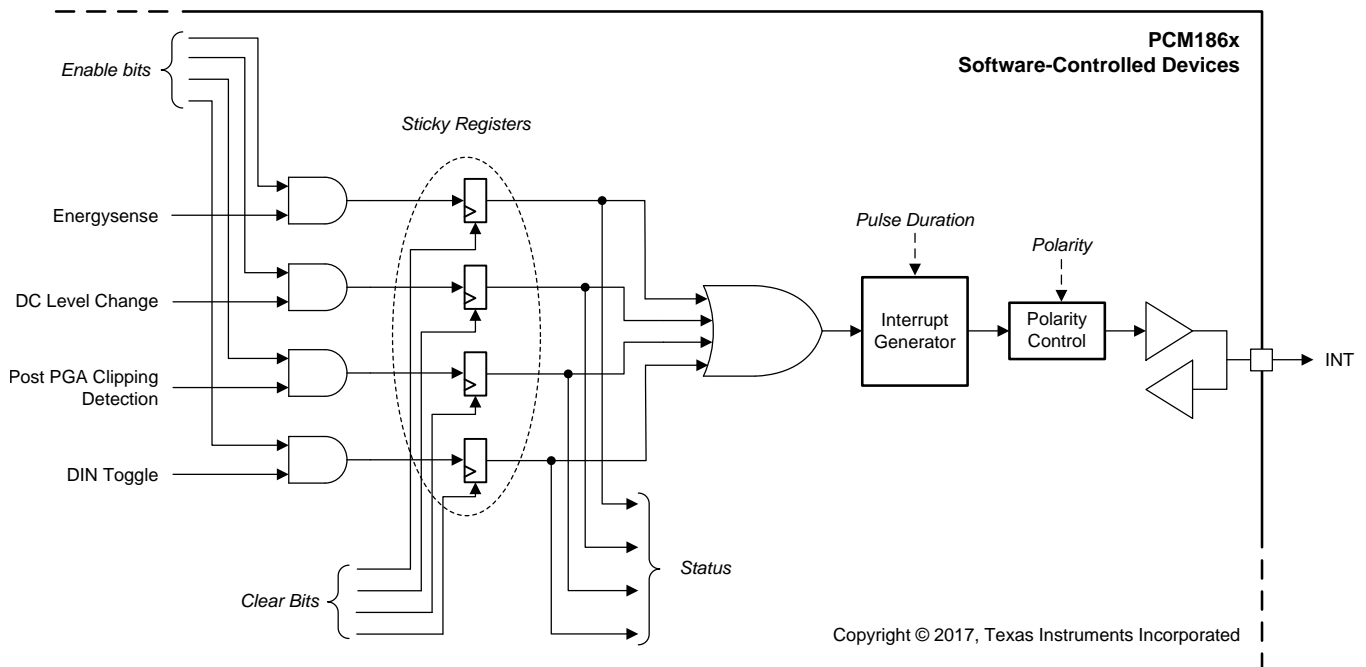 PCM186x
Software-Controlled Devices
Enable bits
Sticky Registers
Energysense
DC Level Change
Post PGA Clipping
Detection
DIN Toggle
Pulse Duration
Polarity
Interrupt
Generator
Polarity
Control
INT
Clear Bits
Status
Copyright © 2017, Texas Instruments Incorporated